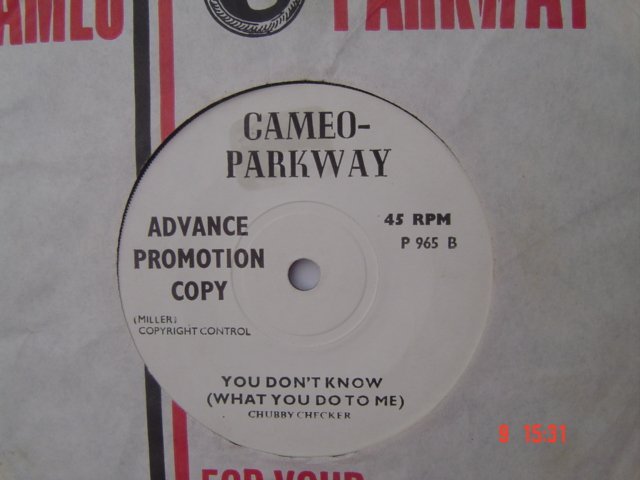 CAMEO
PARKWAY
CAMEO-
PARKWAY
ADVANCE
PROMOTION
COPY
45 RPM
P 965 B
(MILLER)
COPYRIGHT CONTROL
YOU DON'T KNOW
(WHAT YOU DO TO ME)
CHUBBY CHECKER
8 15:31
FOR YOUR